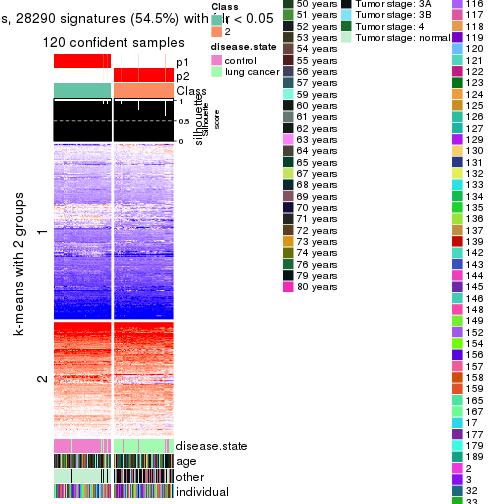 s, 28290 signatures (54.5%) with fdr < 0.05
120 confident samples
p1
p2
Class
1
0.5
0
silhouette
score
k-means with 2 groups
1
2
disease.state
age
other
individual
Class
2
disease.state
control
lung cancer
50 years
51 years
52 years
53 years
54 years
55 years
56 years
57 years
59 years
60 years
61 years
62 years
63 years
64 years
65 years
67 years
68 years
69 years
70 years
71 years
72 years
73 years
74 years
76 years
79 years
80 years
Tumor stage: 3A
Tumor stage: 3B
Tumor stage: 4
Tumor stage: normal
116
117
118
119
120
121
122
123
124
125
126
127
129
130
131
132
133
134
135
136
137
139
142
143
144
145
146
148
149
152
154
156
157
158
159
165
167
17
177
179
189
2
3
32
33